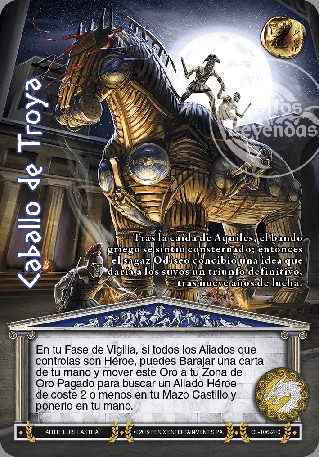 Mitos
Leyendas
Caballo de Troya
Tras la caída de Aquiles, el bando
griego se sintió consternado; entonces
el sagaz Odiseo concibió una idea que
daría a los suyos un triunfo definitivo,
tras nueve años de lucha.
En tu Fase de Vigilia, si todos los Aliados que
controlas son Héroe, puedes Barajar una carta
de tu mano y mover este Oro a tu Zona de
Oro Pagado para buscar un Aliado Héroe
de coste 2 o menos en tu Mazo Castillo y
ponerlo en tu mano.